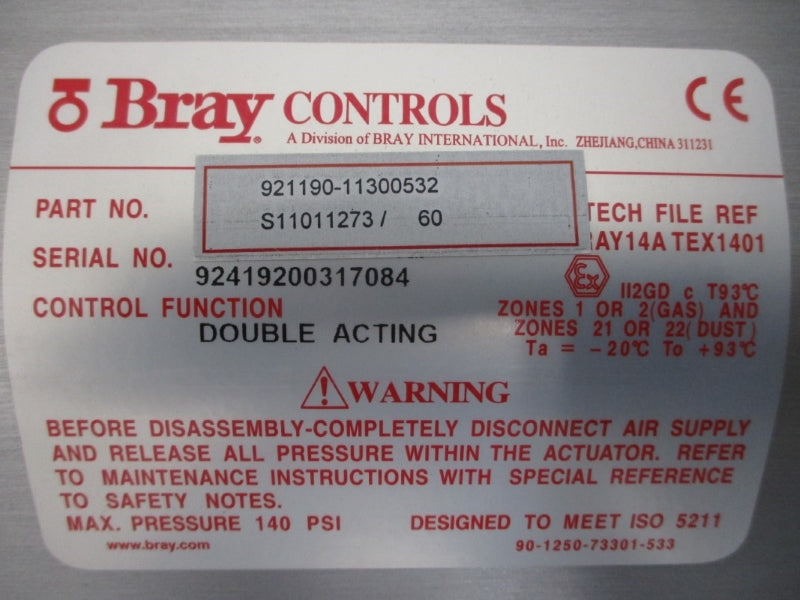 Bray CONTROLS
A Division of BRAY INTERNATIONAL, Inc. ZHEJIANG,CHINA 311231
CE
921190-11300532
S11011273 / 60
PART NO.
TECH FILE REF
AY14ATEX1401
SERIAL NO.
92419200317084
Ex II2GD c T93℃
CONTROL FUNCTION
DOUBLE ACTING
ZONES 1 OR 2(GAS) AND
ZONES 21 OR 22(DUST)
Ta = -20℃ To +93℃
WARNING
BEFORE DISASSEMBLY-COMPLETELY DISCONNECT AIR SUPPLY
AND RELEASE ALL PRESSURE WITHIN THE ACTUATOR. REFER
TO MAINTENANCE INSTRUCTIONS WITH SPECIAL REFERENCE
TO SAFETY NOTES.
MAX. PRESSURE 140 PSI DESIGNED TO MEET ISO 5211
www.bray.com 90-1250-73301-533